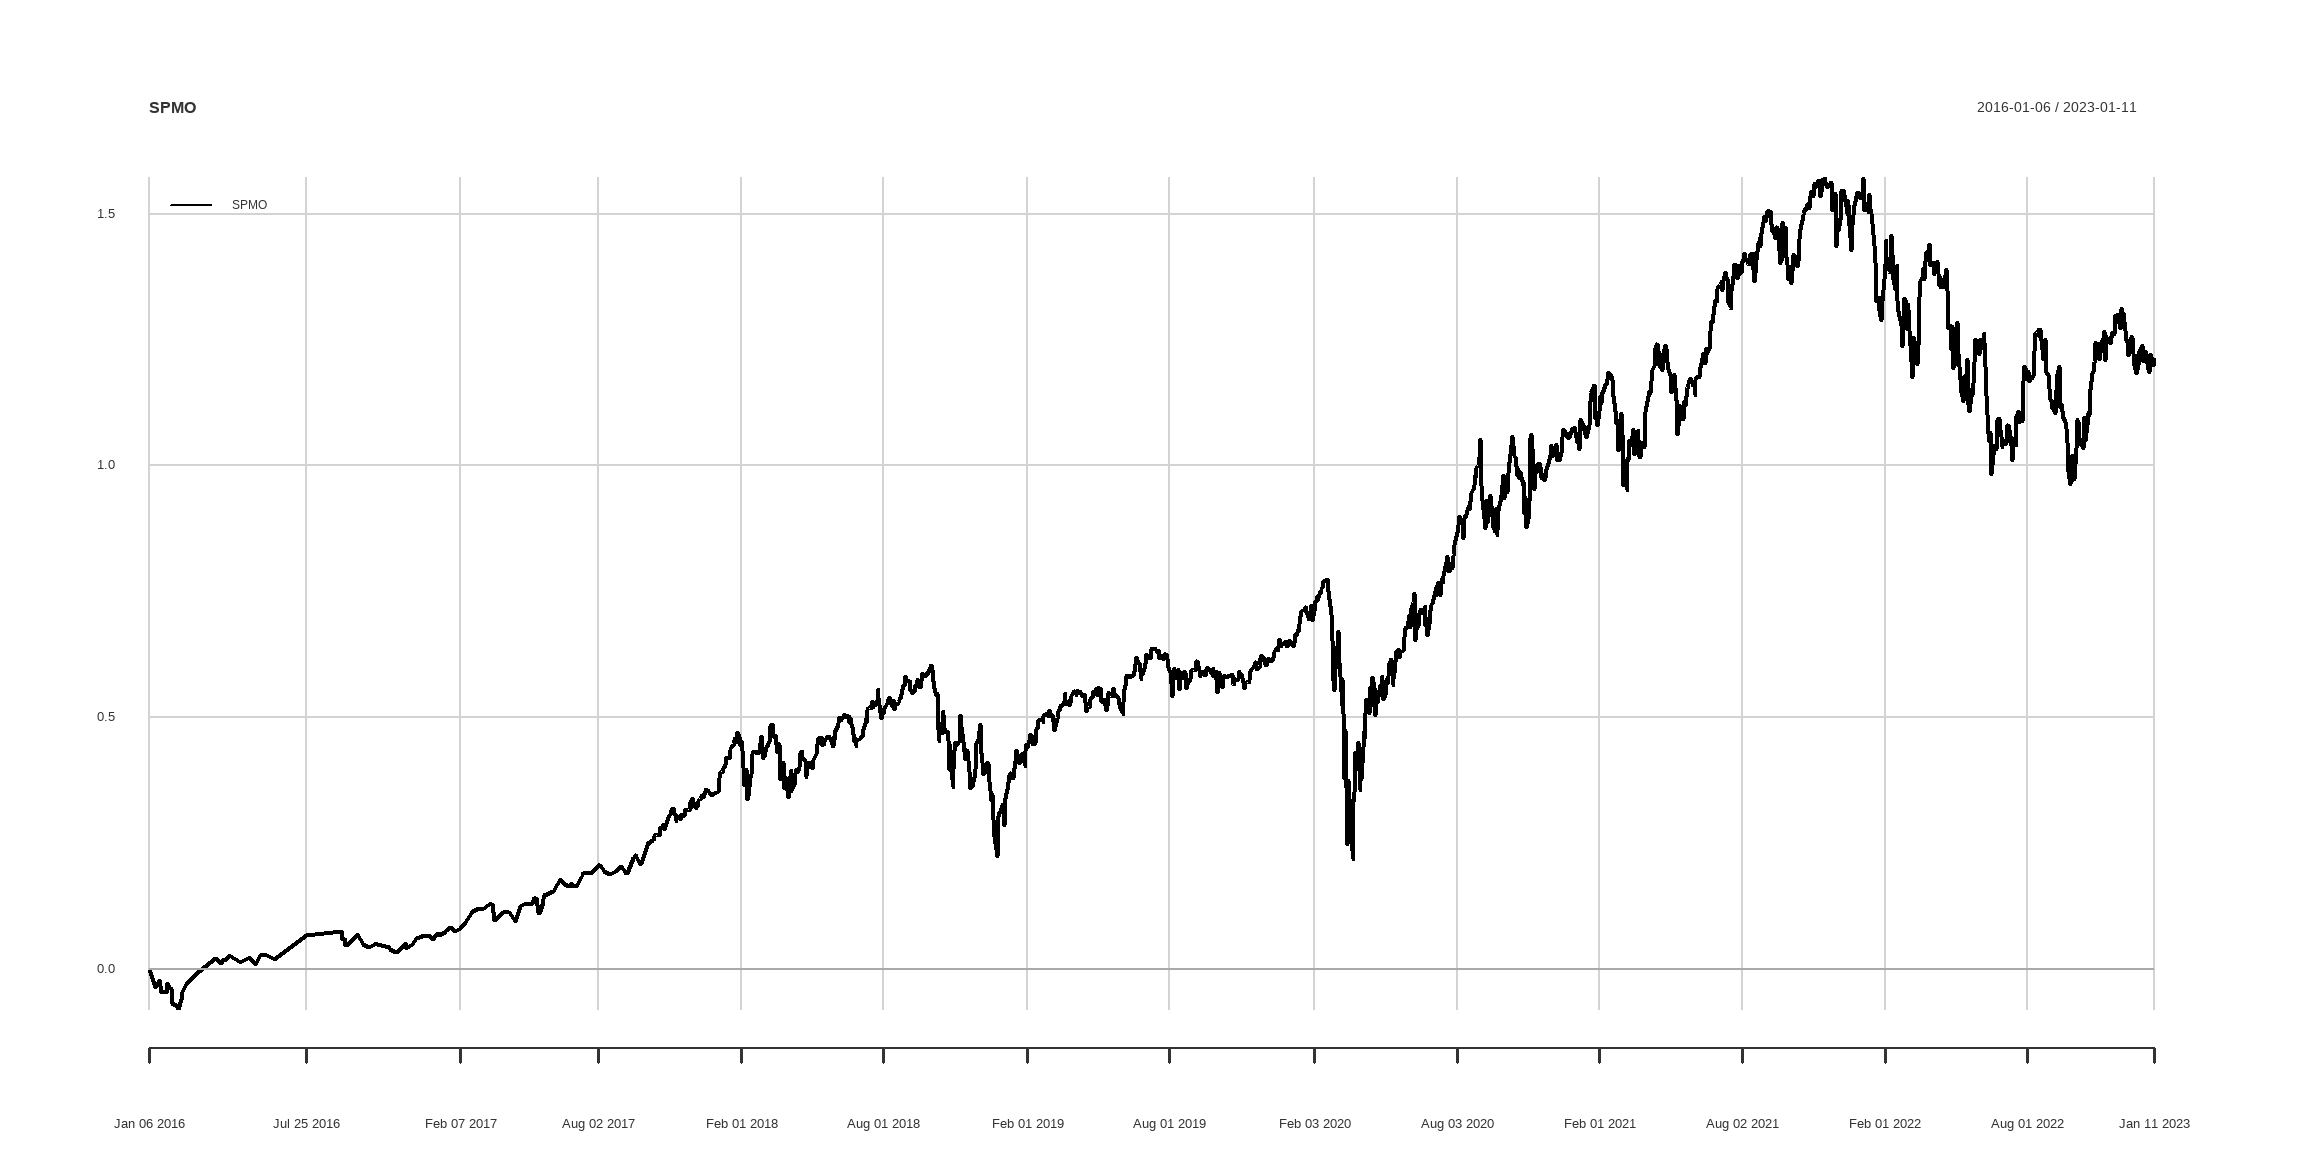 SPMO
2016-01-06 / 2023-01-11
SPMO
1.5
1.0
0.5
0.0
Jan 06 2016
Jul 25 2016
Feb 07 2017
Aug 02 2017
Feb 01 2018
Aug 01 2018
Feb 01 2019
Aug 01 2019
Feb 03 2020
Aug 03 2020
Feb 01 2021
Aug 02 2021
Feb 01 2022
Aug 01 2022
Jan 11 2023